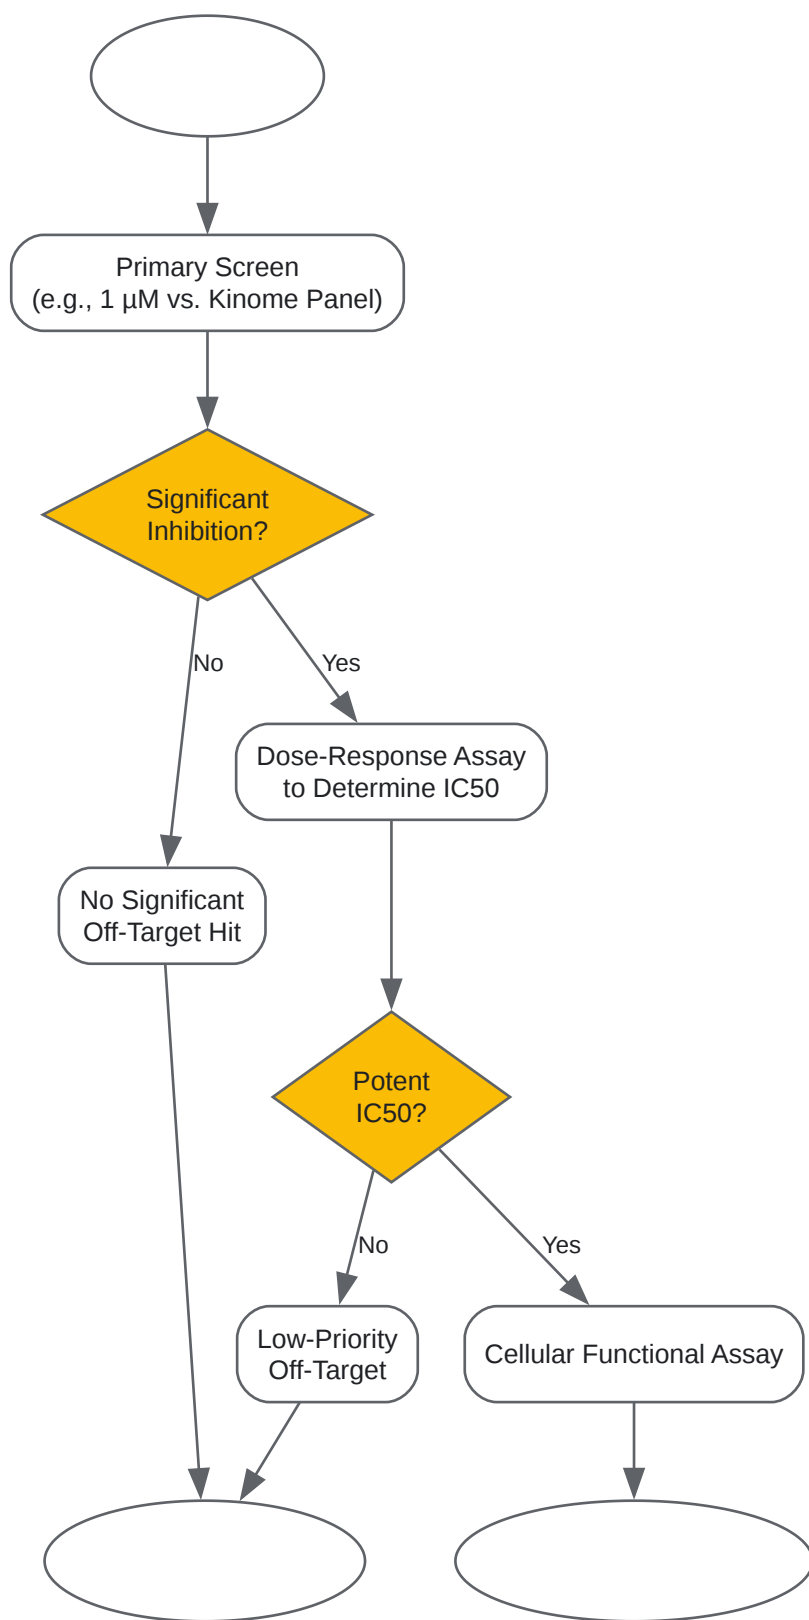 Primary Screen
(e.g., 1 µM vs. Kinome Panel)
Significant
Inhibition?
No
Yes
Dose-Response Assay
to Determine IC50
No Significant
Off-Target Hit
Potent
IC50?
No
Yes
Low-Priority
Off-Target
Cellular Functional Assay